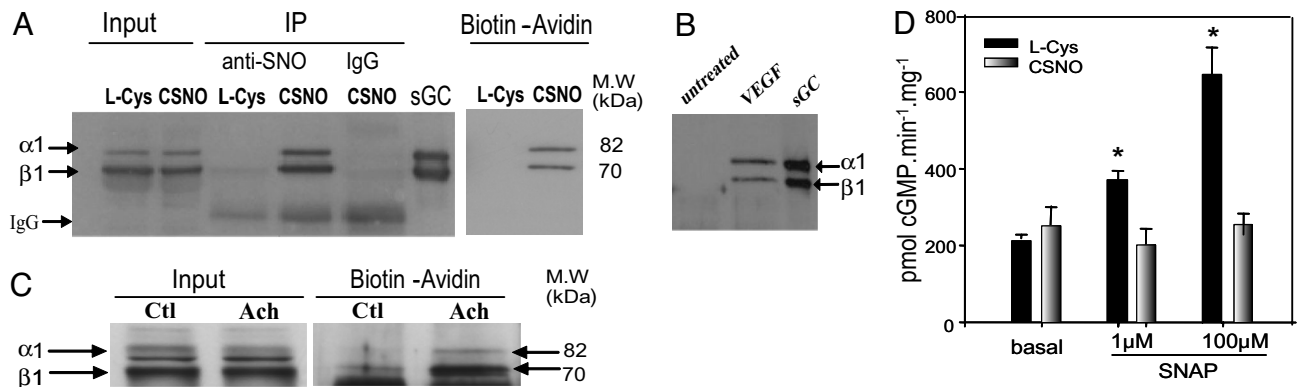 A
Input
IP
anti-SNO
IgG
Biotin -Avidin
L-Cys CSNO L-Cys CSNO CSNO sGC
L-Cys CSNO
M.W
(kDa)
α1
β1
IgG
82
70
B
untreated
VEGF
sGC
α1
β1
C
Input
Biotin -Avidin
M.W
(kDa)
Ctl Ach Ctl Ach
α1
β1
82
70
D
800
600
400
200
0
pmol cGMP.min-1.mg-1
L-Cys
CSNO
*
*
basal
1µM
100µM
SNAP